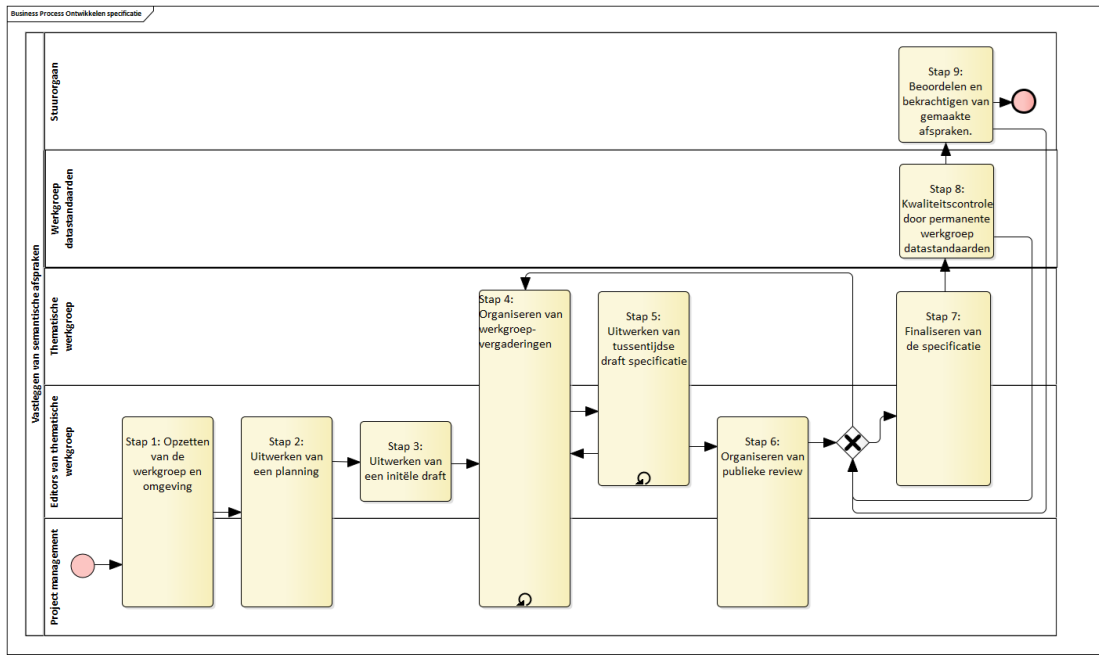 Business Process Ontwikkelen specificatie
Vastleggen van semantische afspraken
Stuurorgaan
Stap 9:
Beoordelen en
bekrachtigen van
gemaakte
afspraken.
Werkgroep
datastandaarden
Stap 8:
Kwaliteitscontrole
door permanente
werkgroep
datastandaarden
Thematische
werkgroep
Stap 4:
Organiseren van
werkgroep-
vergaderingen
Stap 5:
Uitwerken van
tussentijdse
draft specificatie
Stap 7:
Finaliseren van
de specificatie
Editors van thematische
werkgroep
Stap 1: Opzetten
van de
werkgroep en
omgeving
Stap 2:
Uitwerken van
een planning
Stap 3:
Uitwerken van
een initële draft
Stap 6:
Organiseren van
publieke review
Project management